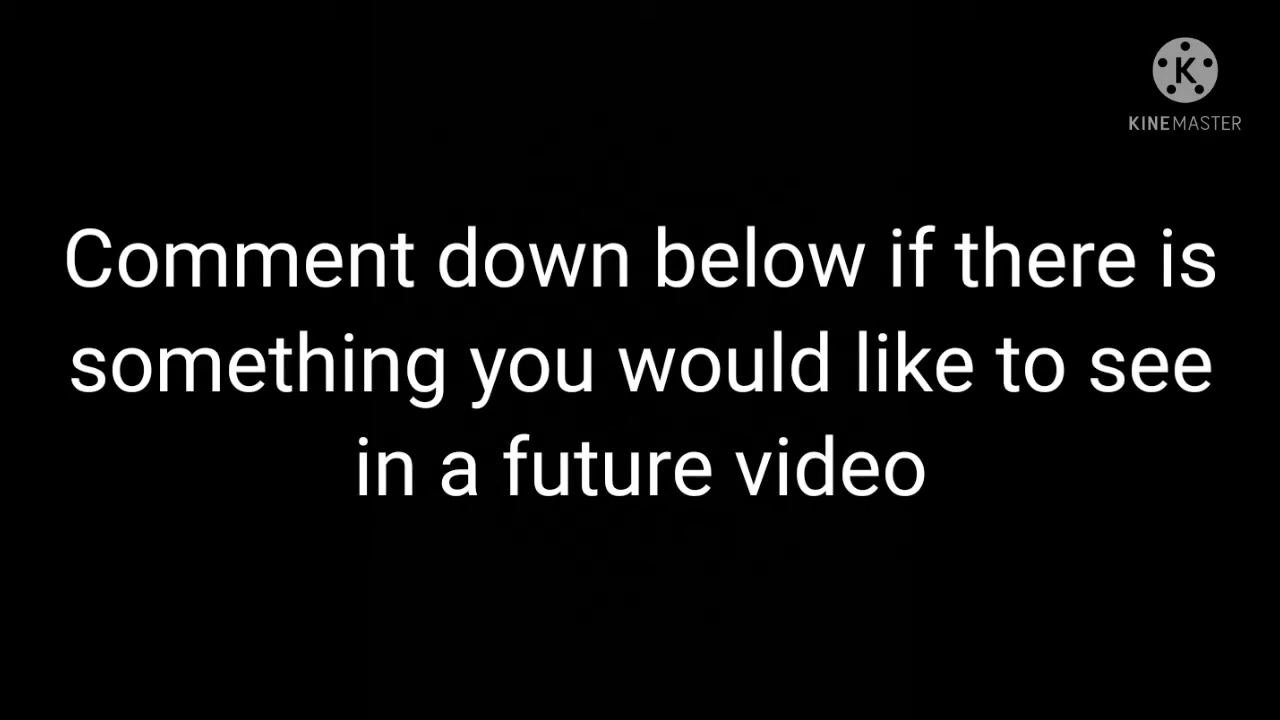 K
KINEMASTER
Comment down below if there is
something you would like to see
in a future video